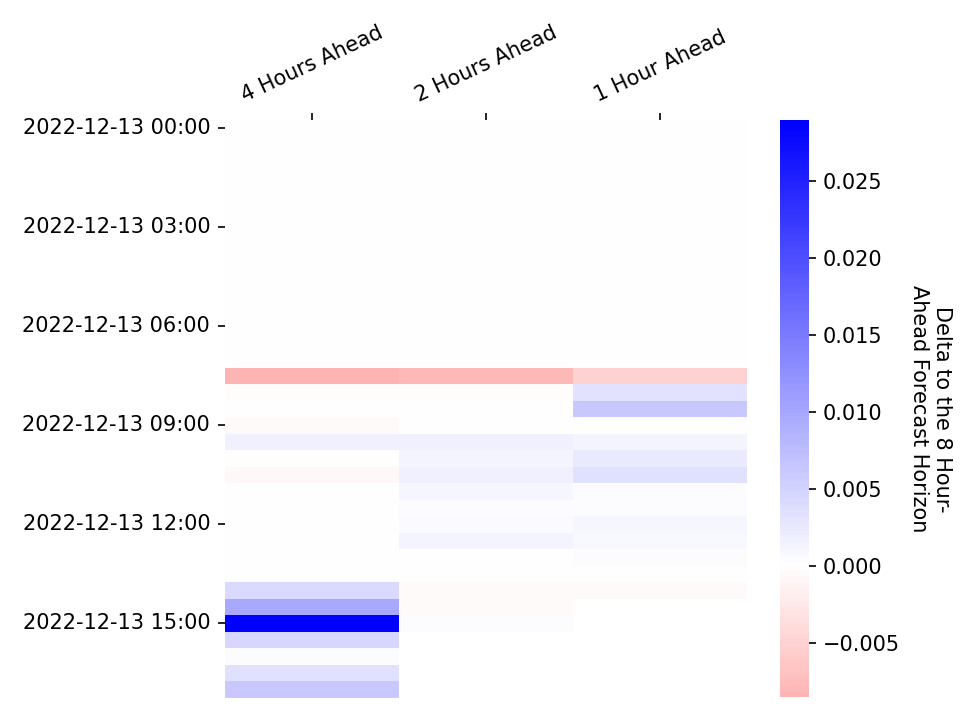 4 Hours Ahead
2 Hours Ahead
1 Hour Ahead
2022-12-13 00:00
2022-12-13 03:00
2022-12-13 06:00
2022-12-13 09:00
2022-12-13 12:00
2022-12-13 15:00
0.025
0.020
0.015
0.010
0.005
0.000
−0.005
Delta to the 8 Hour-
Ahead Forecast Horizon